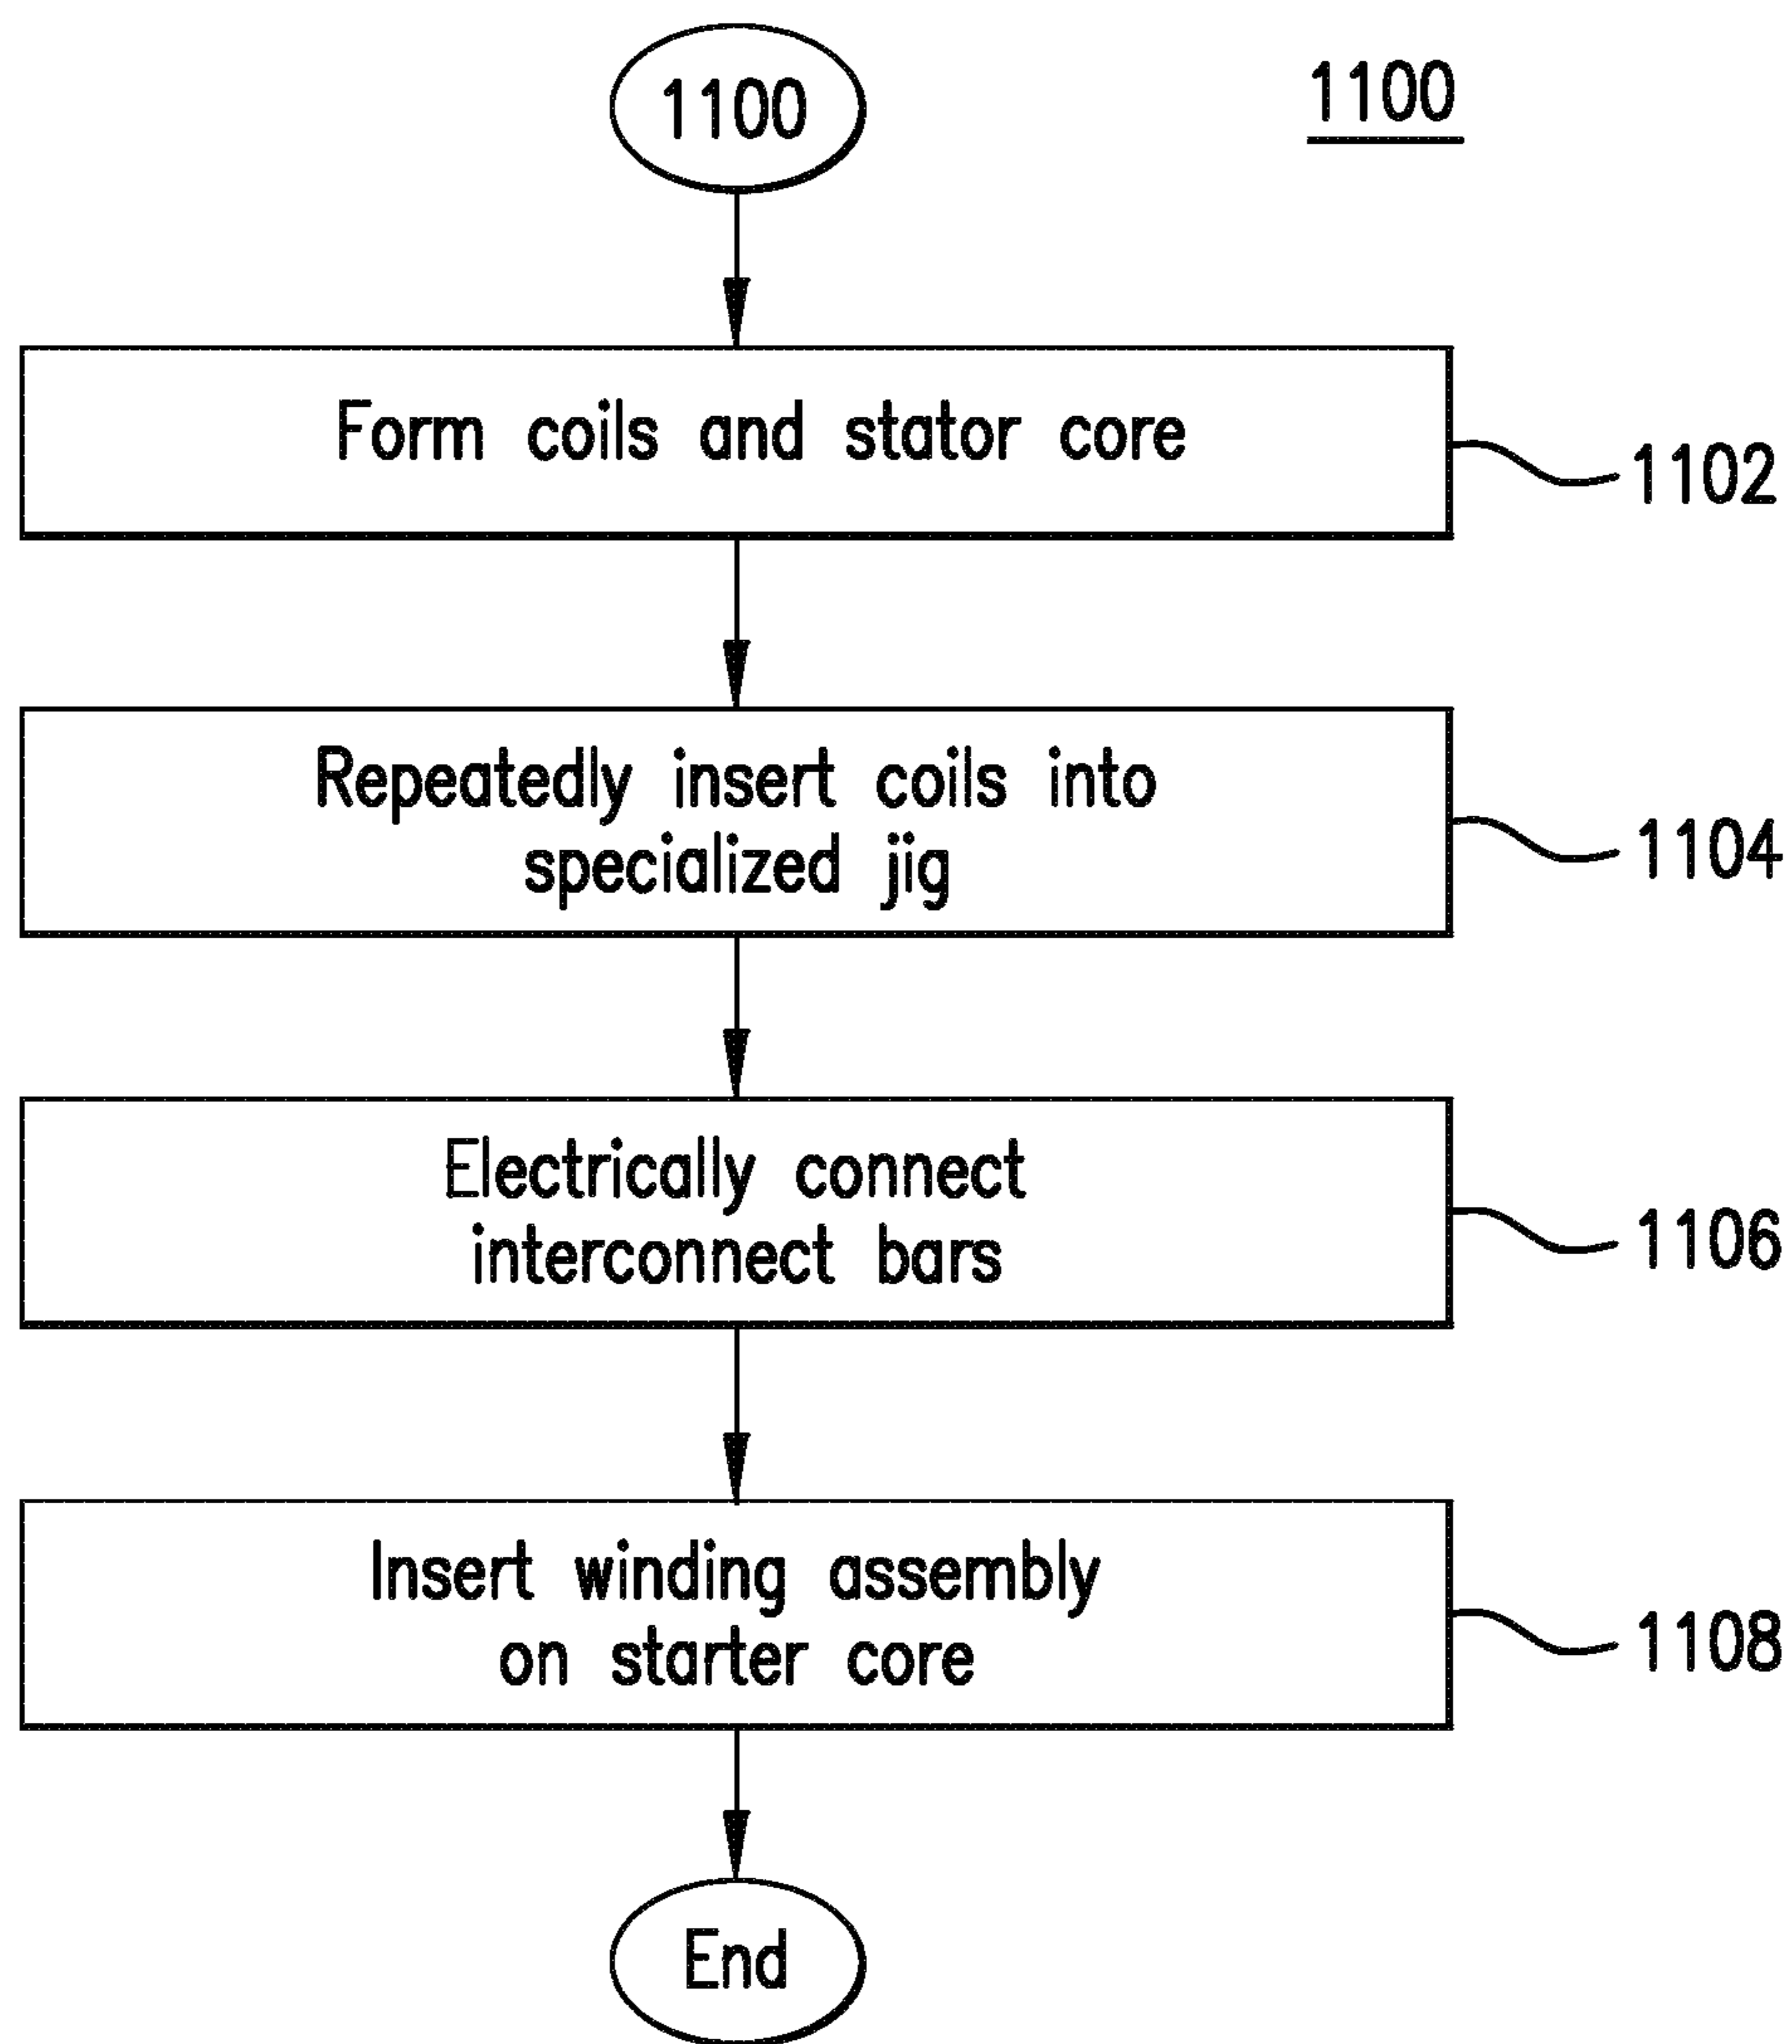 1100
1100
Form coils and stator core
1102
Repeatedly insert coils into
specialized jig
1104
Electrically connect
interconnect bars
1106
Insert winding assembly
on starter core
1108
End